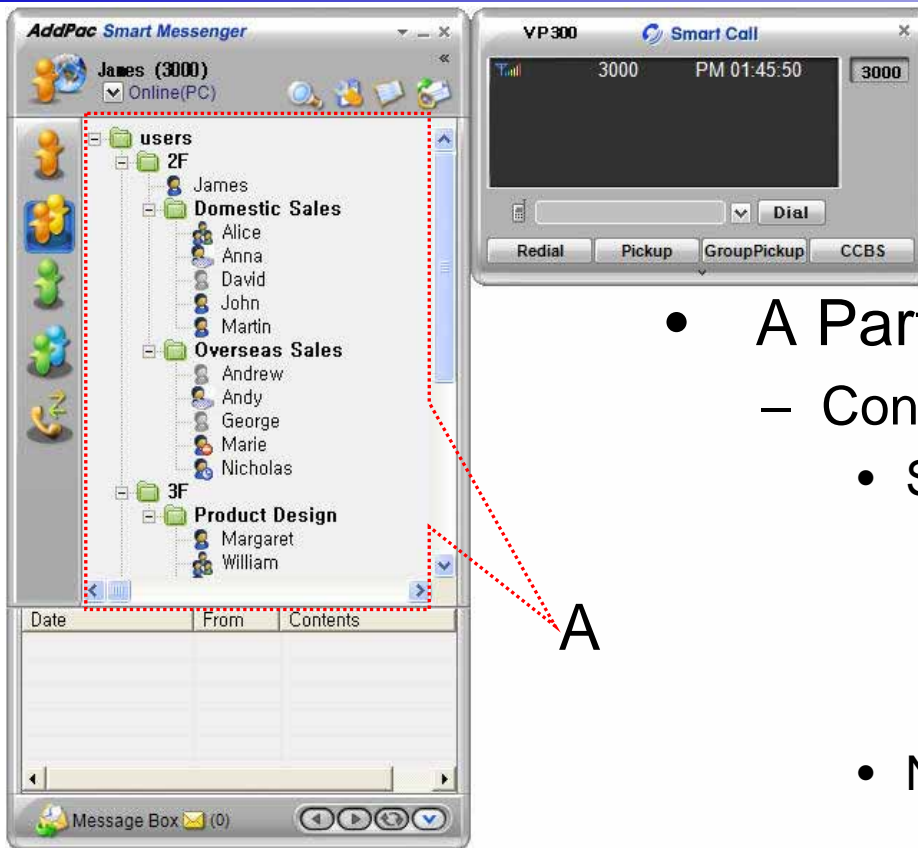 AddPac Smart Messenger
James (3000)
Online(PC)
users
2F
James
Domestic Sales
Alice
Anna
David
John
Martin
Overseas Sales
Andrew
Andy
George
Marie
Nicholas
3F
Product Design
Margaret
William
Date From Contents
Message Box (0)
VP300 Smart Call
3000 PM 01:45:50 3000
Dial
Redial Pickup GroupPickup CCBS
• A Par
– Con
•
A
• N